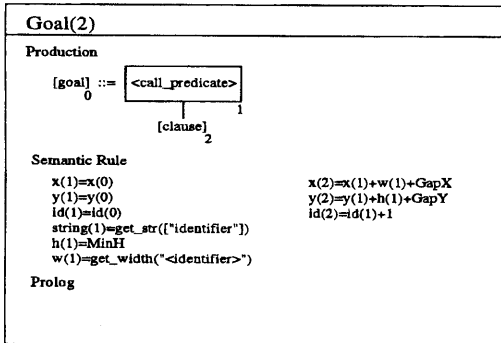 Goal(2)
Production
[goal] ::= <call_predicate>
0 1
[clause]
2
Semantic Rule
x(1)=x(0) x(2)=x(1)+w(1)+GapX
y(1)=y(0) y(2)=y(1)+h(1)+GapY
id(1)=id(0) id(2)=id(1)+1
string(1)=get_str(["identifier"])
h(1)=MinH
w(1)=get_width("<identifier>")
Prolog